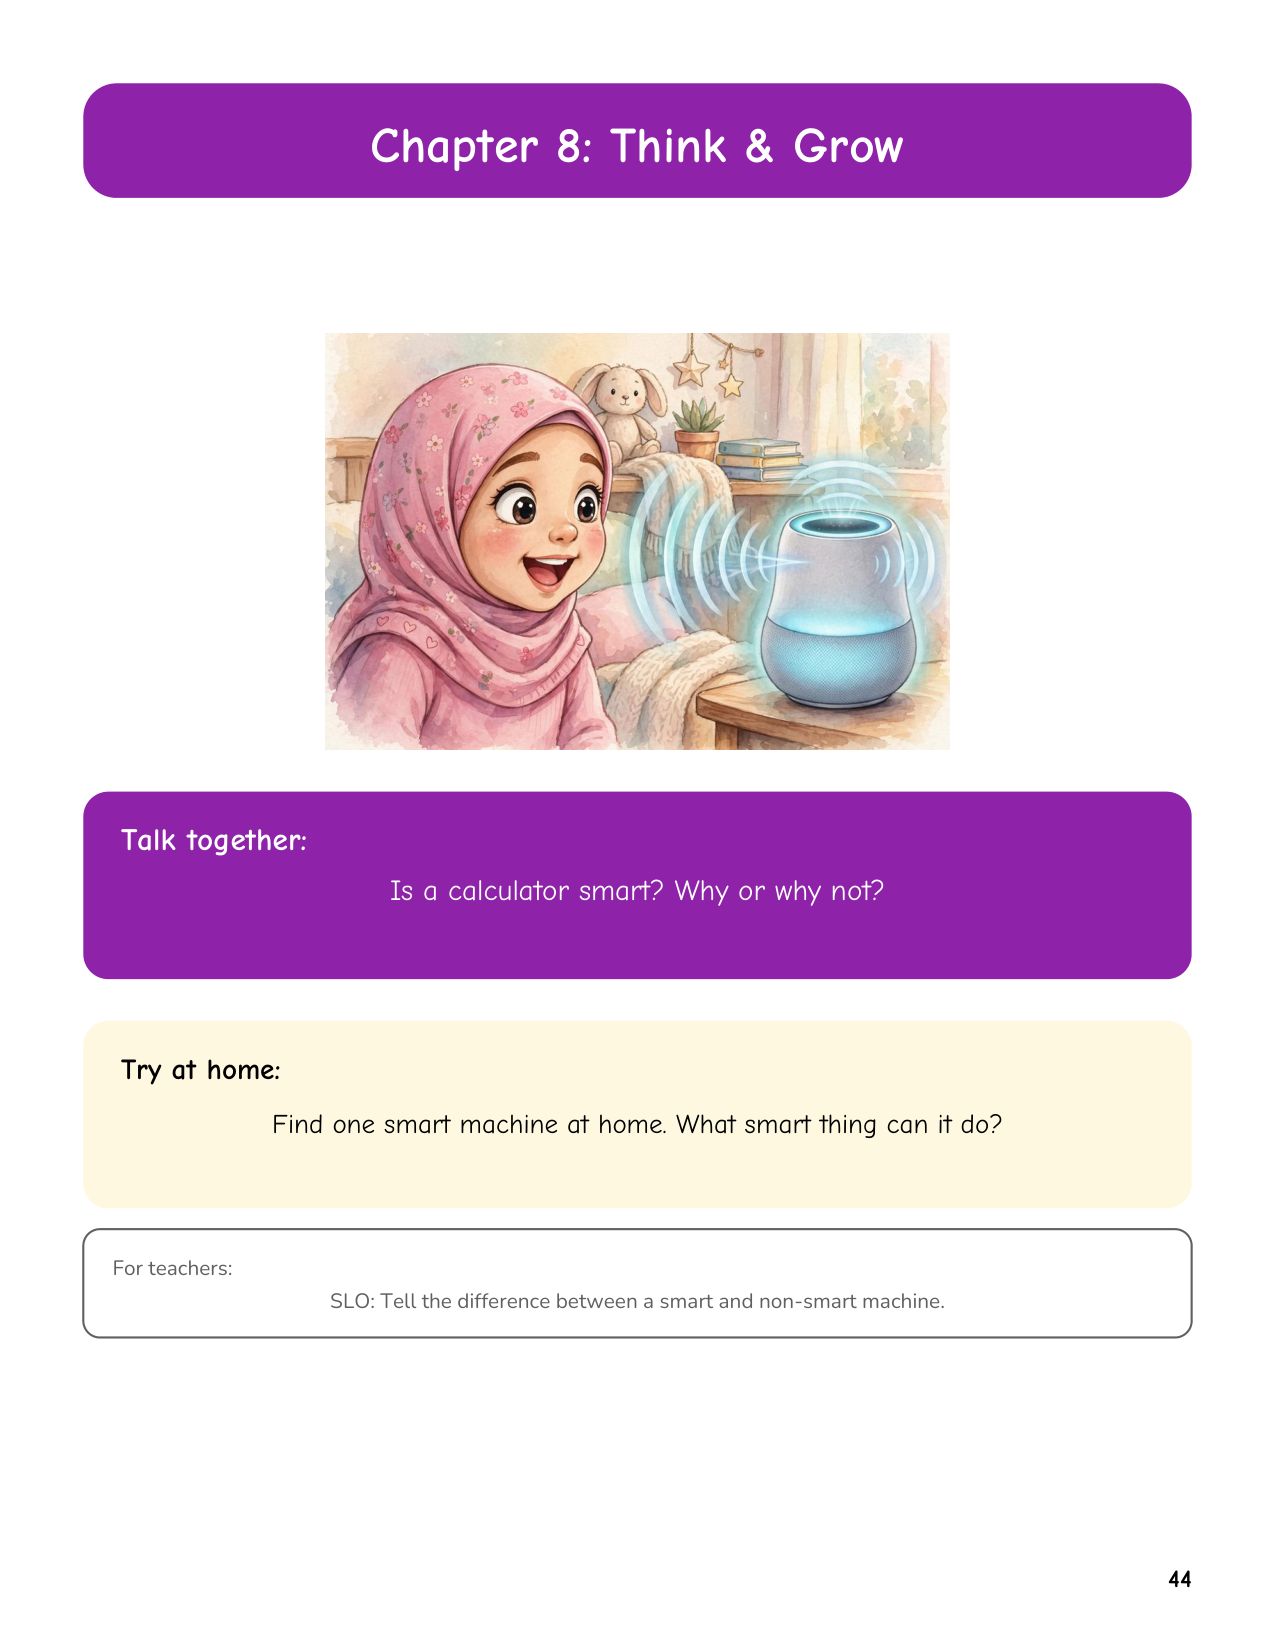 Chapter 8: Think & Grow
Talk together:
Is a calculator smart? Why or why not?
Try at home:
Find one smart machine at home. What smart thing can it do?
For teachers:
SLO: Tell the difference between a smart and non-smart machine.
44